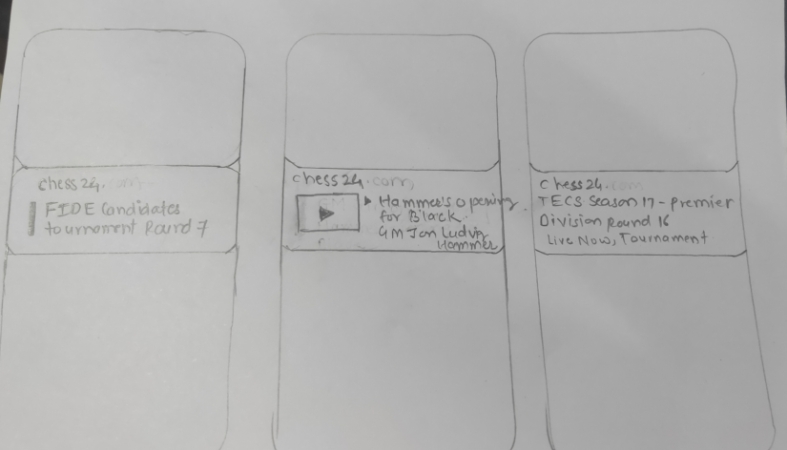 chess24.com
FIDE Candidates
tournament Round 7
chess24.com
Hammer's opening
for Black
GM Jon Ludvig
Hammer
chess24.com
TECS Season 17 - Premier
Division Round 16
Live Now, Tournament